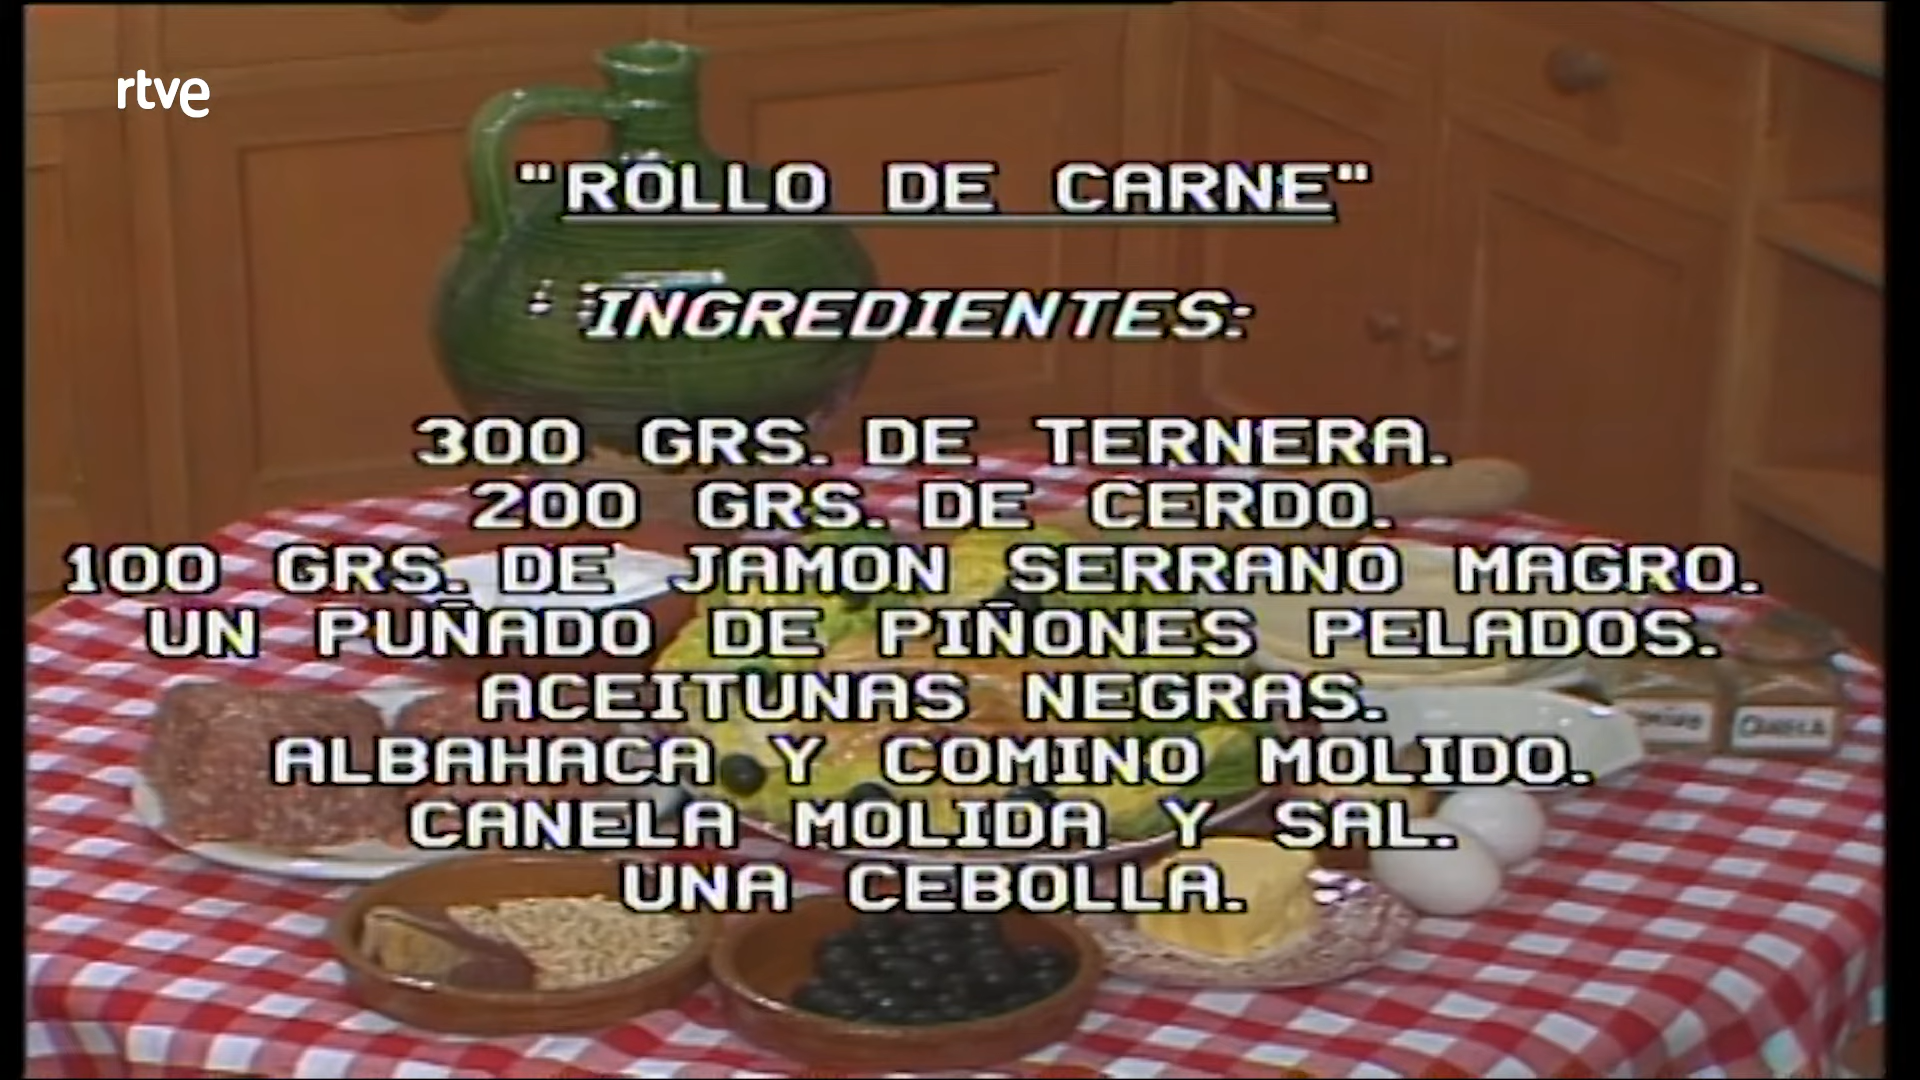 rtve
"ROLLO DE CARNE"
INGREDIENTES:
300 GRS. DE TERNERA.
200 GRS. DE CERDO.
100 GRS. DE JAMON SERRANO MAGRO.
UN PUÑADO DE PIÑONES PELADOS.
ACEITUNAS NEGRAS.
ALBAHACA Y COMINO MOLIDO.
CANELA MOLIDA Y SAL.
UNA CEBOLLA.
CANELA